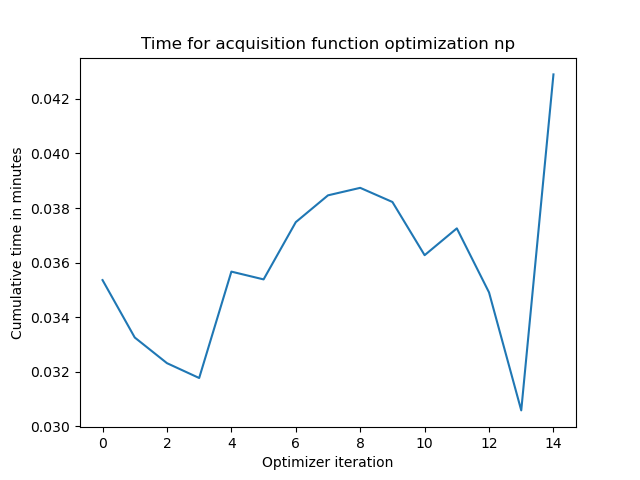 Time for acquisition function optimization np
Cumulative time in minutes
0.042
0.040
0.038
0.036
0.034
0.032
0.030
0 2 4 6 8 10 12 14
Optimizer iteration